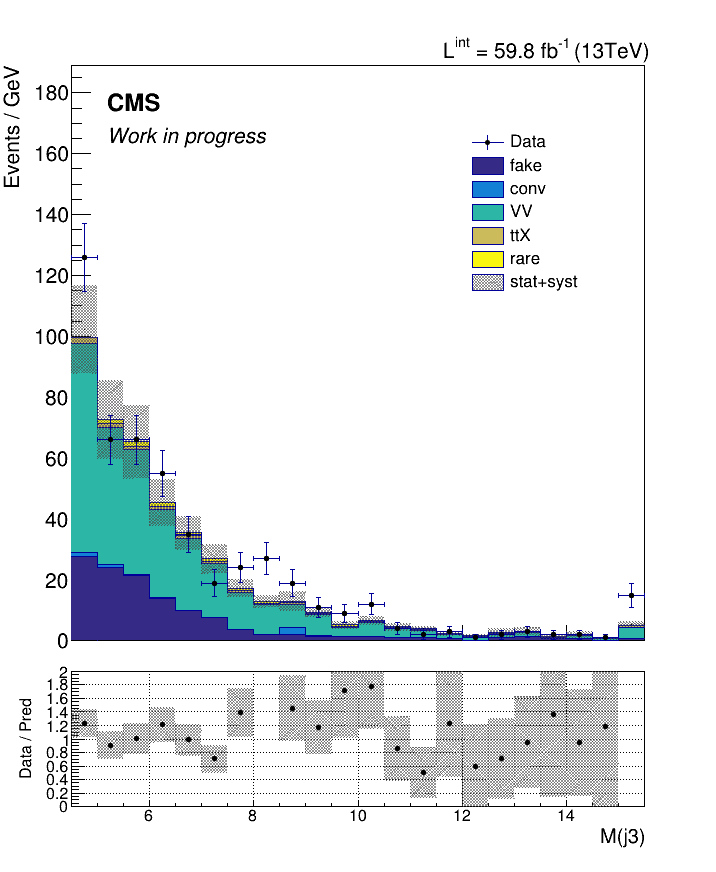 L^int = 59.8 fb^-1 (13TeV)
Events / GeV
CMS
Work in progress
Data
fake
conv
VV
ttX
rare
stat+syst
180
160
140
120
100
80
60
40
20
0
Data / Pred
2
1.8
1.6
1.4
1.2
1
0.8
0.6
0.4
0.2
0
6
8
10
12
14
M(j3)